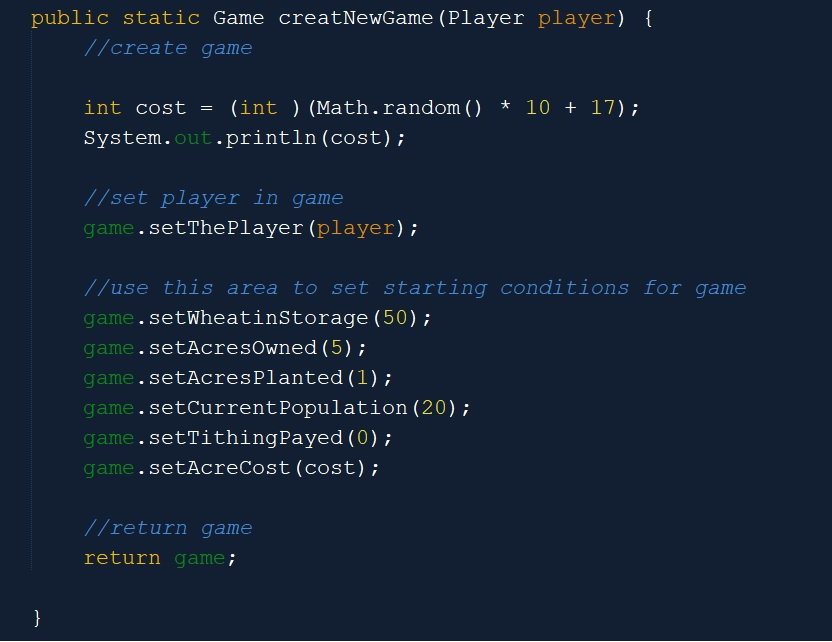 public static Game creatNewGame(Player player) {
//create game
int cost = (int )(Math.random() * 10 + 17);
System.out.println(cost);
//set player in game
game.setThePlayer(player);
//use this area to set starting conditions for game
game.setWheatinStorage(50);
game.setAcresOwned(5);
game.setAcresPlanted(1);
game.setCurrentPopulation(20);
game.setTithingPayed(0);
game.setAcreCost(cost);
//return game
return game;
}